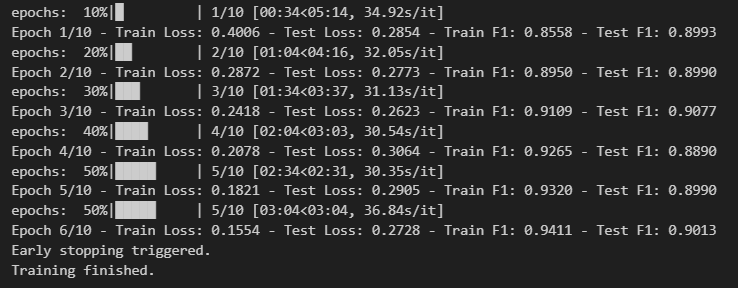 epochs:  10%|█         | 1/10 [00:34<05:14, 34.92s/it]
Epoch 1/10 - Train Loss: 0.4006 - Test Loss: 0.2854 - Train F1: 0.8558 - Test F1: 0.8993
epochs:  20%|██        | 2/10 [01:04<04:16, 32.05s/it]
Epoch 2/10 - Train Loss: 0.2872 - Test Loss: 0.2773 - Train F1: 0.8950 - Test F1: 0.8990
epochs:  30%|███       | 3/10 [01:34<03:37, 31.13s/it]
Epoch 3/10 - Train Loss: 0.2418 - Test Loss: 0.2623 - Train F1: 0.9109 - Test F1: 0.9077
epochs:  40%|████      | 4/10 [02:04<03:03, 30.54s/it]
Epoch 4/10 - Train Loss: 0.2078 - Test Loss: 0.3064 - Train F1: 0.9265 - Test F1: 0.8890
epochs:  50%|█████     | 5/10 [02:34<02:31, 30.35s/it]
Epoch 5/10 - Train Loss: 0.1821 - Test Loss: 0.2905 - Train F1: 0.9320 - Test F1: 0.8990
epochs:  50%|█████     | 5/10 [03:04<03:04, 36.84s/it]
Epoch 6/10 - Train Loss: 0.1554 - Test Loss: 0.2728 - Train F1: 0.9411 - Test F1: 0.9013
Early stopping triggered.
Training finished.